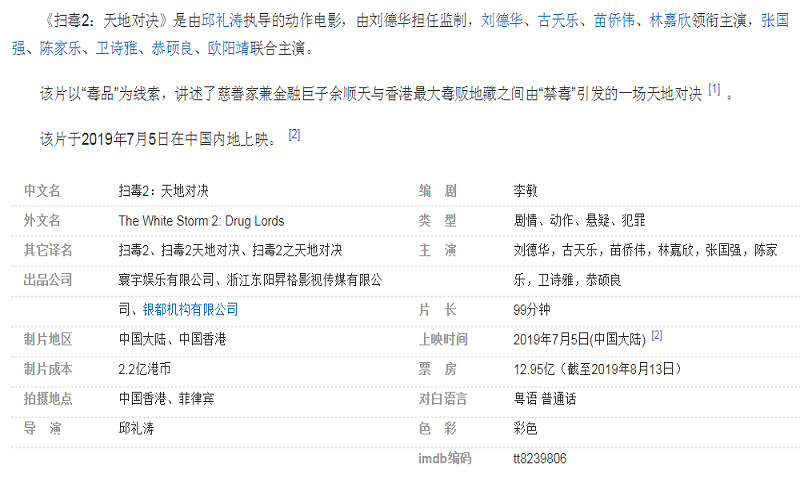 《扫毒2：天地对决》是由邱礼涛执导的动作电影，由刘德华担任监制，刘德华、古天乐、苗侨伟、林嘉欣领衔主演，张国
强、陈家乐、卫诗雅、恭硕良、欧阳靖联合主演。
该片以“毒品”为线索，讲述了慈善家兼金融巨子余顺天与香港最大毒贩地藏之间由“禁毒”引发的一场天地对决 [1] 。
该片于2019年7月5日在中国内地上映。 [2]
中文名 扫毒2：天地对决
外文名 The White Storm 2: Drug Lords
其它译名 扫毒2、扫毒2天地对决、扫毒2之天地对决
出品公司 寰宇娱乐有限公司、浙江东阳昇格影视传媒有限公
司、银都机构有限公司
制片地区 中国大陆、中国香港
制片成本 2.2亿港币
拍摄地点 中国香港、菲律宾
导 演 邱礼涛
编 剧 李敏
类 型 剧情、动作、悬疑、犯罪
主 演 刘德华，古天乐，苗侨伟，林嘉欣，张国强，陈家
乐，卫诗雅，恭硕良
片 长 99分钟
上映时间 2019年7月5日(中国大陆) [2]
票 房 12.95亿（截至2019年8月13日）
对白语言 粤语 普通话
色 彩 彩色
imdb编码 tt8239806